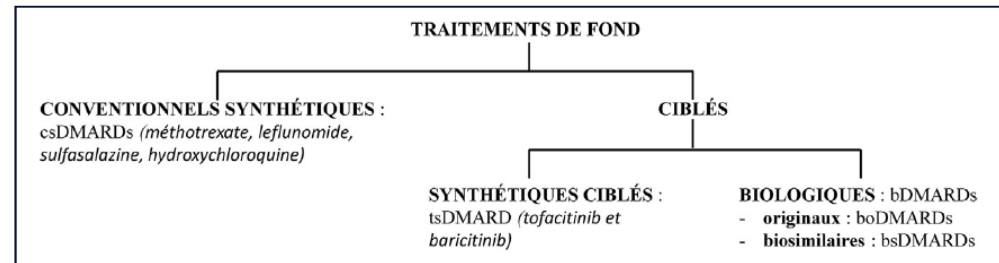 TRAITEMENTS DE FOND
CONVENTIONNELS SYNTHÉTIQUES :
csDMARDs (méthotrexate, leflunomide,
sulfasalazine, hydroxychloroquine)
CIBLÉS
SYNTHÉTIQUES CIBLÉS :
tsDMARD (tofacitinib et
baricitinib)
BIOLOGIQUES : bDMARDs
- originaux : boDMARDs
- biosimilaires : bsDMARDs